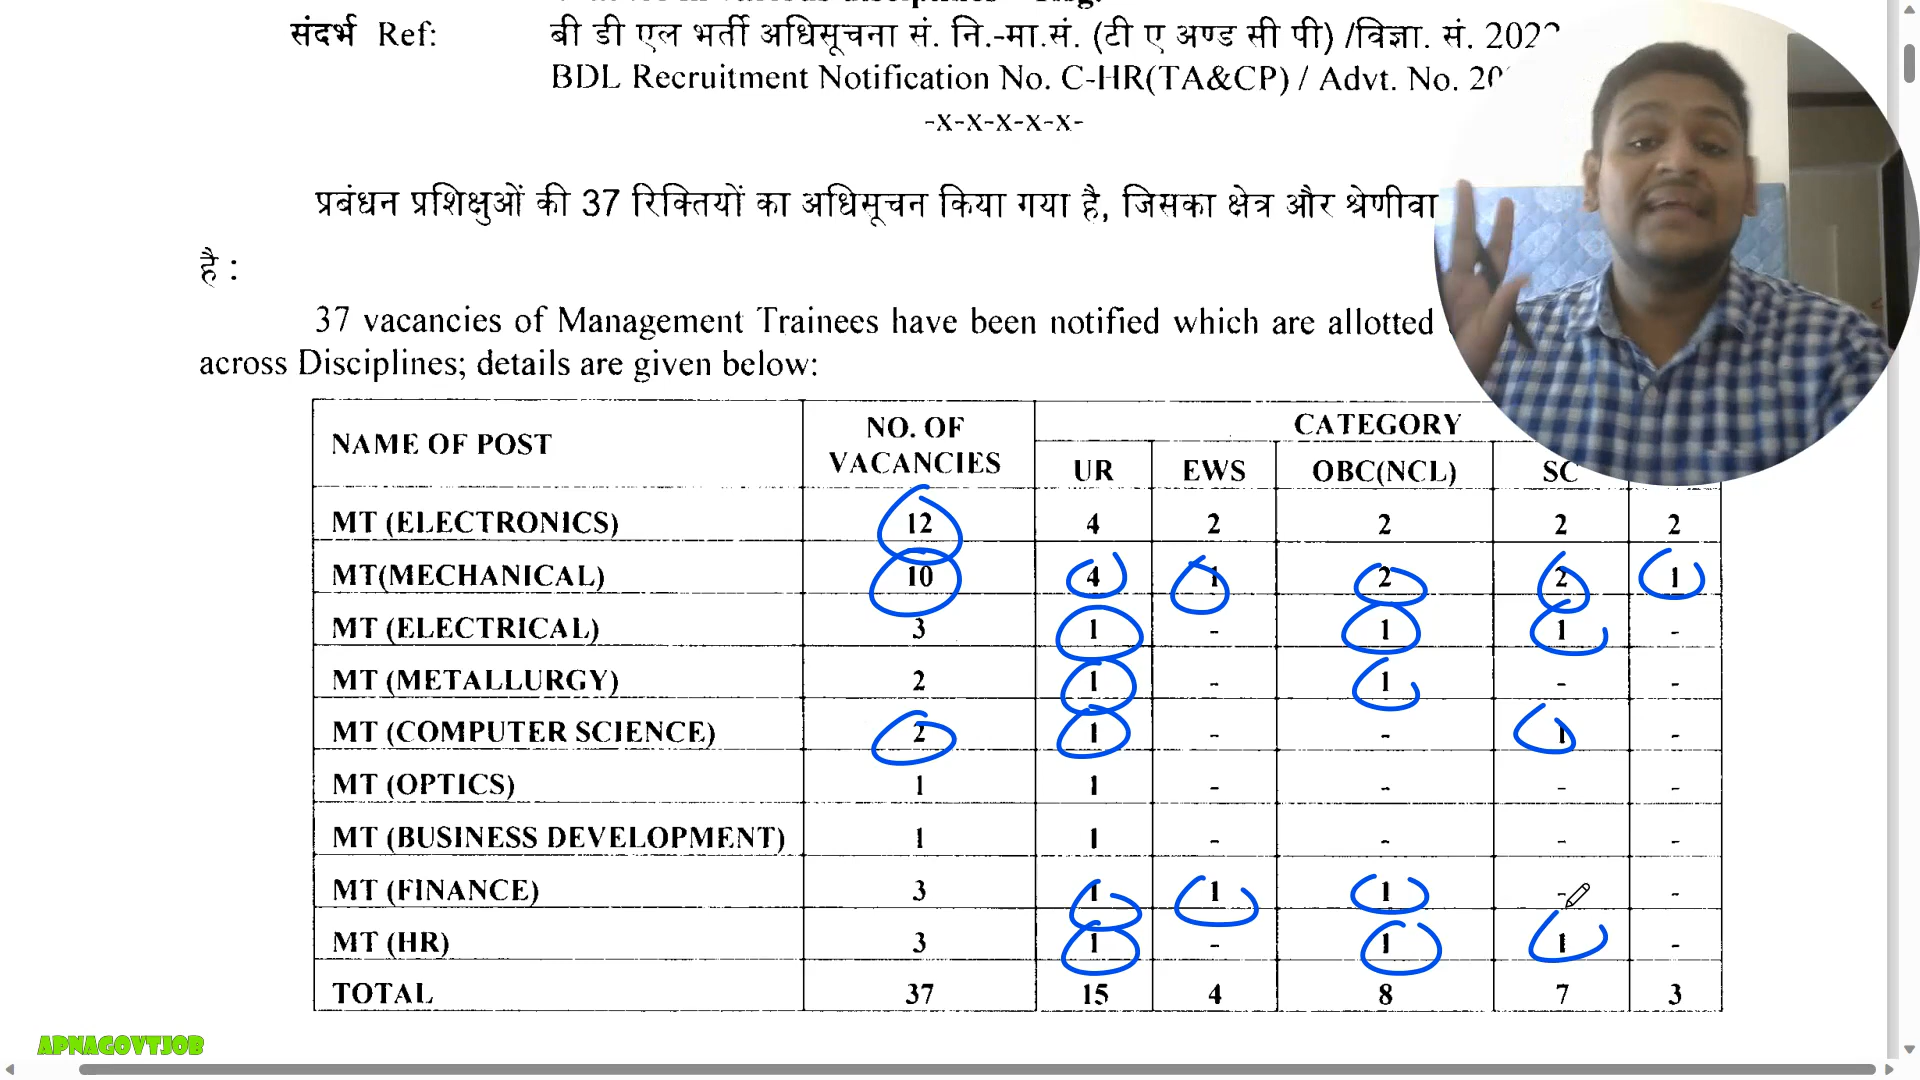 संदर्भ Ref: बी डी एल भर्ती अधिसूचना सं. नि.-मा.सं. (टी ए अण्ड सी पी) /विज्ञा. सं.
BDL Recruitment Notification No. C-HR(TA&CP) / Advt. No.
-x-x-x-x-x-
प्रबंधन प्रशिक्षुओं की 37 रिक्तियों का अधिसूचन किया गया है, जिसका क्षेत्र और
है :
37 vacancies of Management Trainees have been notified which are allotted
across Disciplines; details are given below:
NAME OF POST NO. OF VACANCIES CATEGORY
UR EWS OBC(NCL) SC
MT (ELECTRONICS) 12 4 2 2 2 2
MT(MECHANICAL) 10 4 1 2 2 1
MT (ELECTRICAL) 3 1 - 1 1 -
MT (METALLURGY) 2 1 - 1 - -
MT (COMPUTER SCIENCE) 2 1 - - 1 -
MT (OPTICS) 1 1 - - - -
MT (BUSINESS DEVELOPMENT) 1 1 - - - -
MT (FINANCE) 3 1 1 1 - -
MT (HR) 3 1 - 1 1 -
TOTAL 37 15 4 8 7 3
APNAGOVTJOB